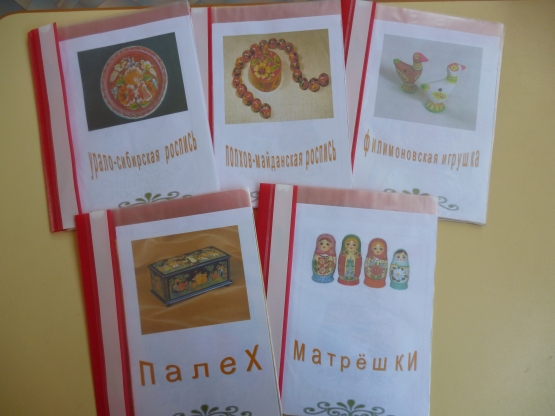 урало-сибирская роспись
полхов-майданская роспись
филимоновская игрушка
Палех
Матрёшки